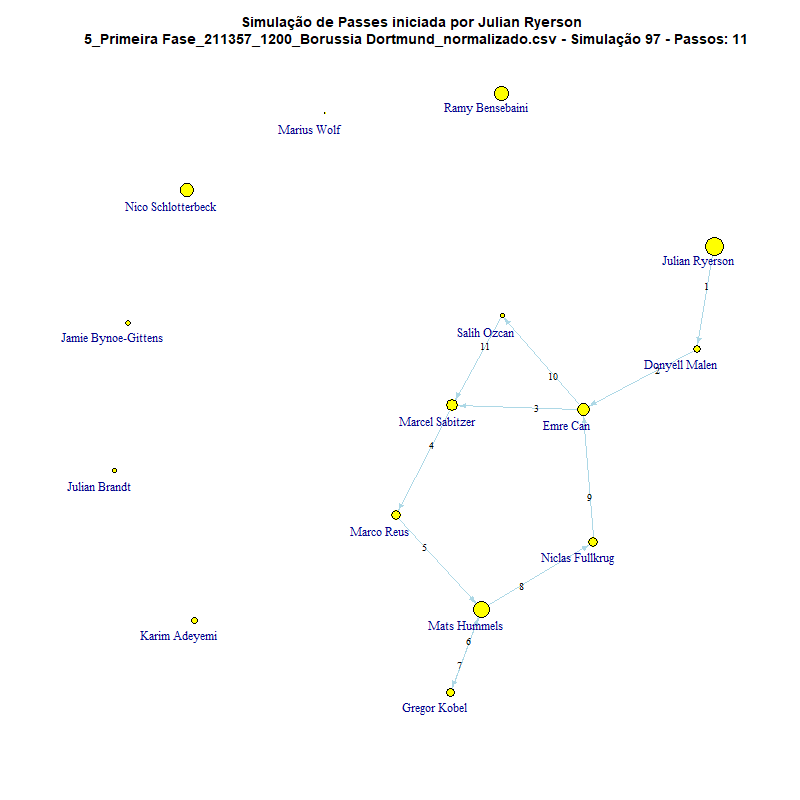 Simulação de Passes iniciada por Julian Ryerson
5_Primeira Fase_211357_1200_Borussia Dortmund_normalizado.csv - Simulação 97 - Passos: 11
Ramy Bensebaini
Marius Wolf
Nico Schlotterbeck
Julian Ryerson
1
Jamie Bynoe-Gittens
Salih Ozcan
11
Donyell Malen
2
10
3
Marcel Sabitzer
Emre Can
4
Julian Brandt
9
Marco Reus
5
Niclas Fullkrug
8
Mats Hummels
Karim Adeyemi
6
7
Gregor Kobel